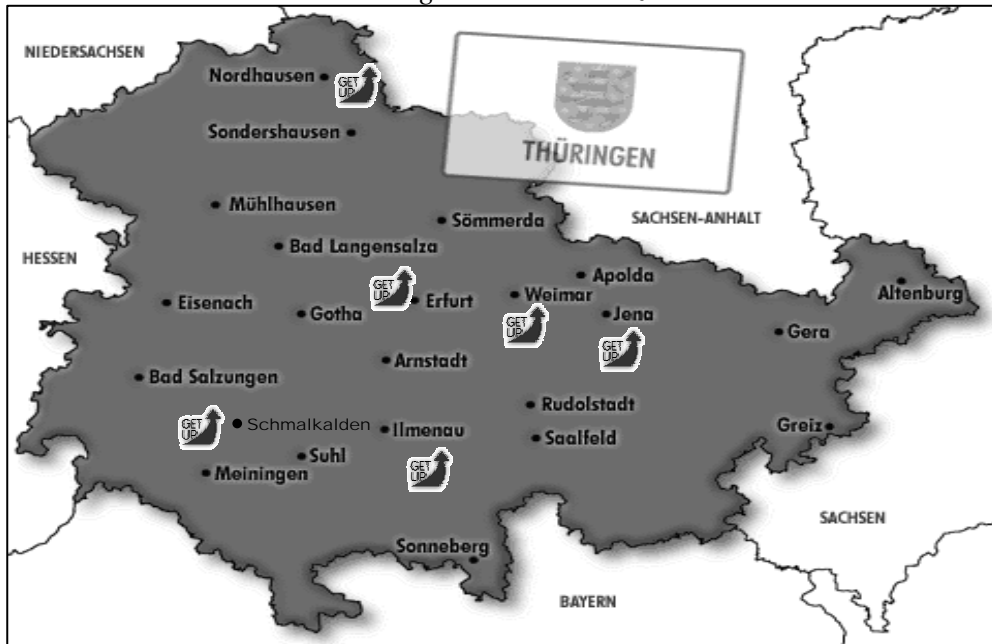 NIEDERSACHSEN
Nordhausen
GET
UP
Sondershausen
THÜRINGEN
Mühlhausen
Sömmerda
SACHSEN-ANHALT
HESSEN
Bad Langensalza
Apolda
Altenburg
Eisenach
GET
UP
Erfurt
Weimar
Gotha
Jena
GET
UP
Gera
GET
UP
Arnstadt
Bad Salzungen
Rudolstadt
GET
UP
Schmalkalden
Ilmenau
Saalfeld
Greiz
Suhl
Meiningen
GET
UP
SACHSEN
Sonneberg
BAYERN